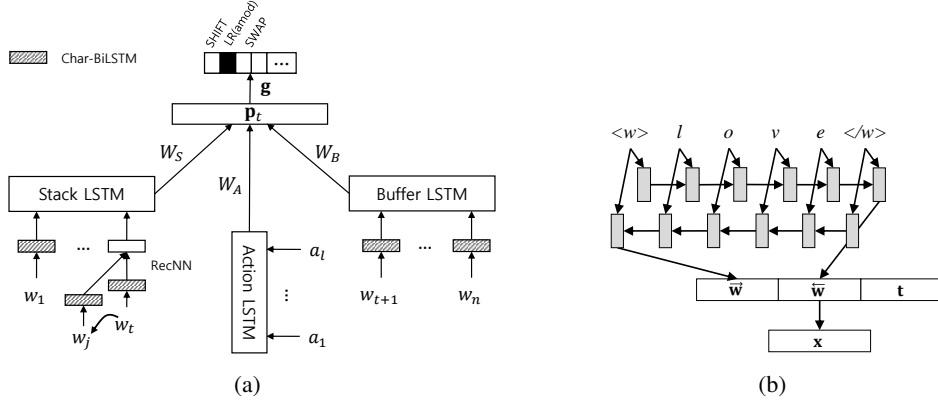 SHIFT
LR(amod)
SWAP
...
Char-BiLSTM
g
p_t
W_S
W_A
W_B
Stack LSTM
Buffer LSTM
Action LSTM
...
RecNN
w_1
w_j
w_t
a_l
⋮
a_1
...
w_{t+1}
w_n
(a)
<w> l o v e </w>
→w ←w t
x
(b)